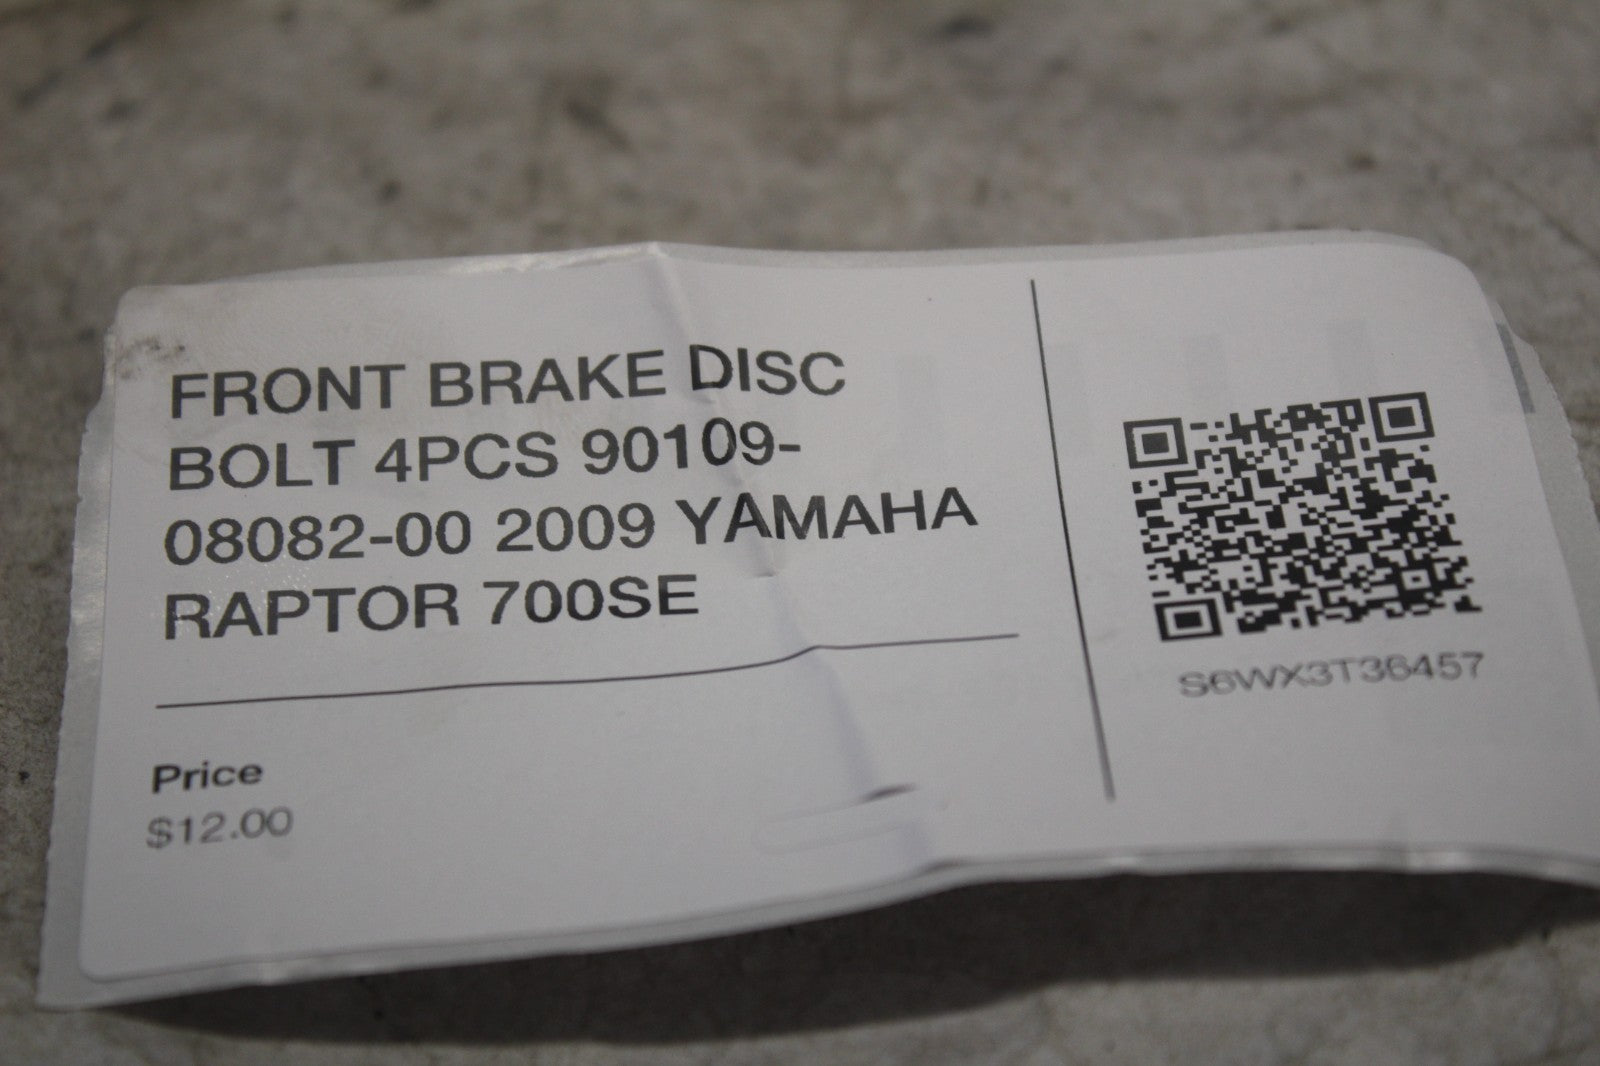 FRONT BRAKE DISC
BOLT 4PCS 90109-
08082-00 2009 YAMAHA
RAPTOR 700SE
Price
$12.00
S6WX3T36457